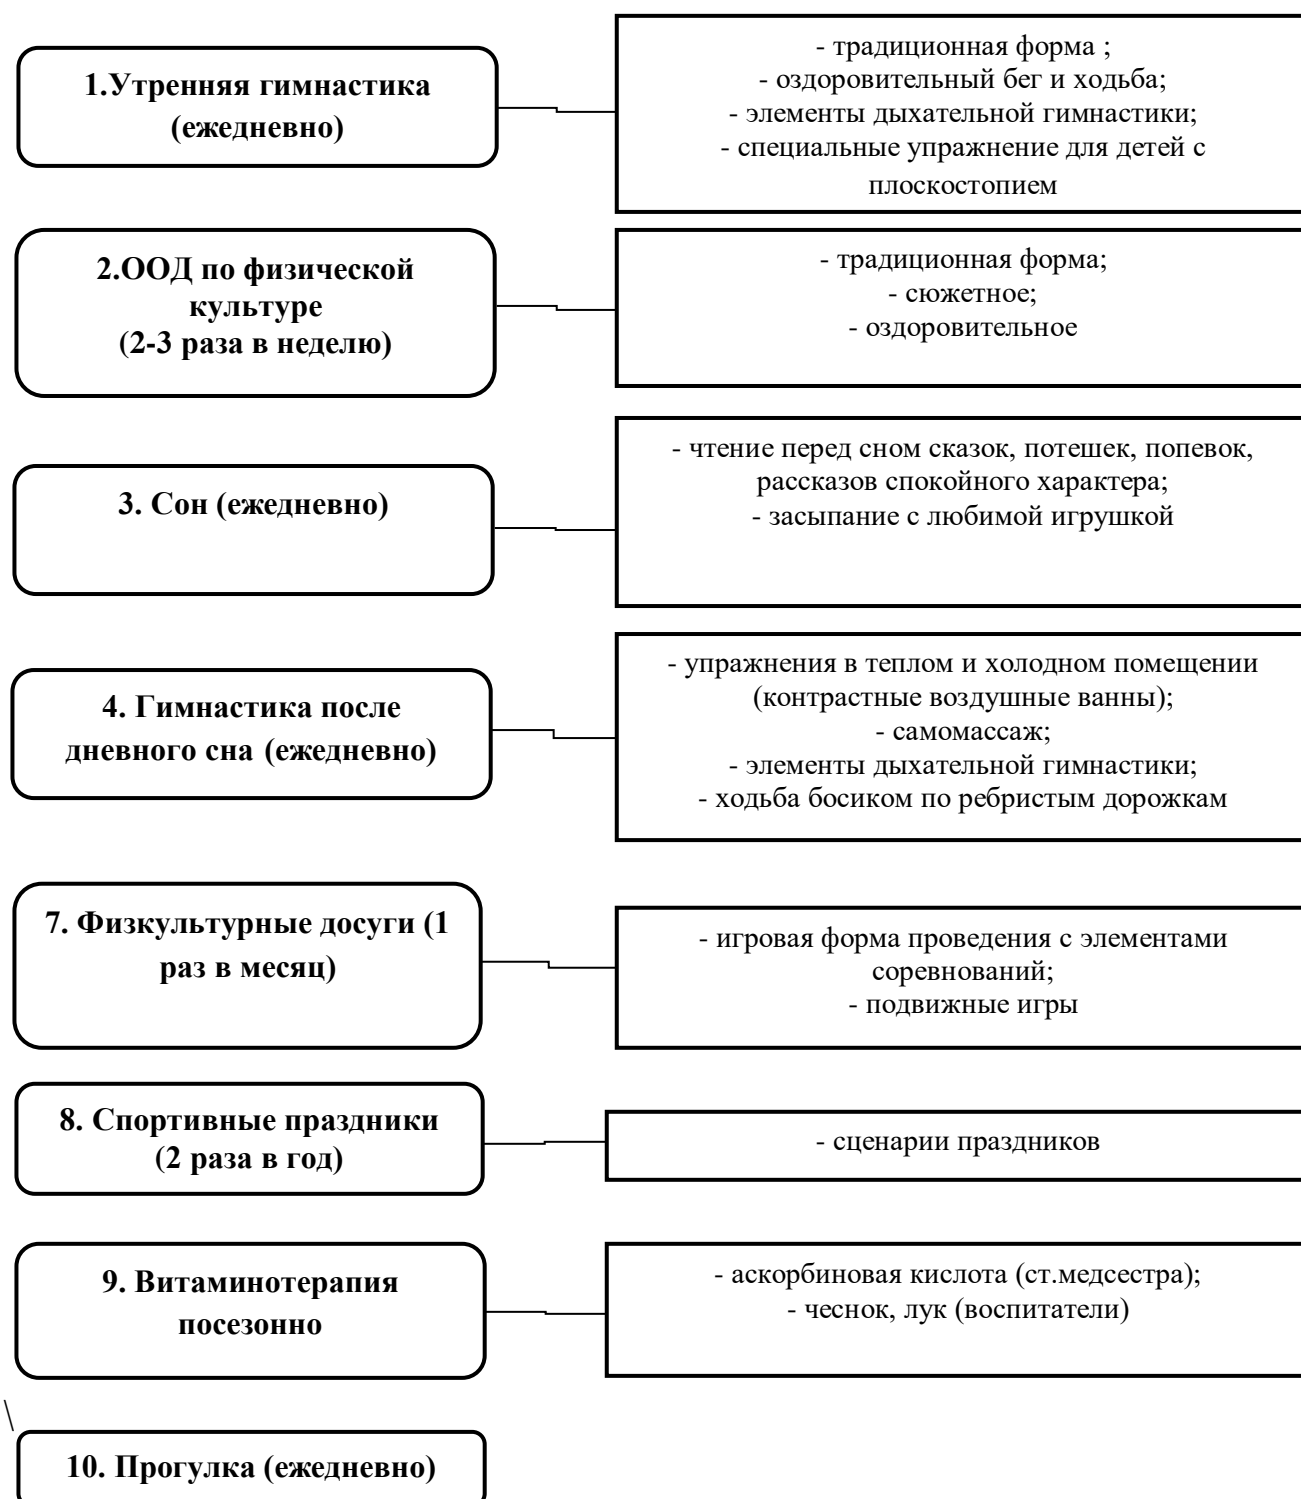 1.Утренняя гимнастика
(ежедневно)
- традиционная форма ;
- оздоровительный бег и ходьба;
- элементы дыхательной гимнастики;
- специальные упражнение для детей с
плоскостопием
2.ООД по физической
культуре
(2-3 раза в неделю)
- традиционная форма;
- сюжетное;
- оздоровительное
3. Сон (ежедневно)
- чтение перед сном сказок, потешек, попевок,
рассказов спокойного характера;
- засыпание с любимой игрушкой
4. Гимнастика после
дневного сна (ежедневно)
- упражнения в теплом и холодном помещении
(контрастные воздушные ванны);
- самомассаж;
- элементы дыхательной гимнастики;
- ходьба босиком по ребристым дорожкам
7. Физкультурные досуги (1
раз в месяц)
- игровая форма проведения с элементами
соревнований;
- подвижные игры
8. Спортивные праздники
(2 раза в год)
- сценарии праздников
9. Витаминотерапия
посезонно
- аскорбиновая кислота (ст.медсестра);
- чеснок, лук (воспитатели)
\
10. Прогулка (ежедневно)